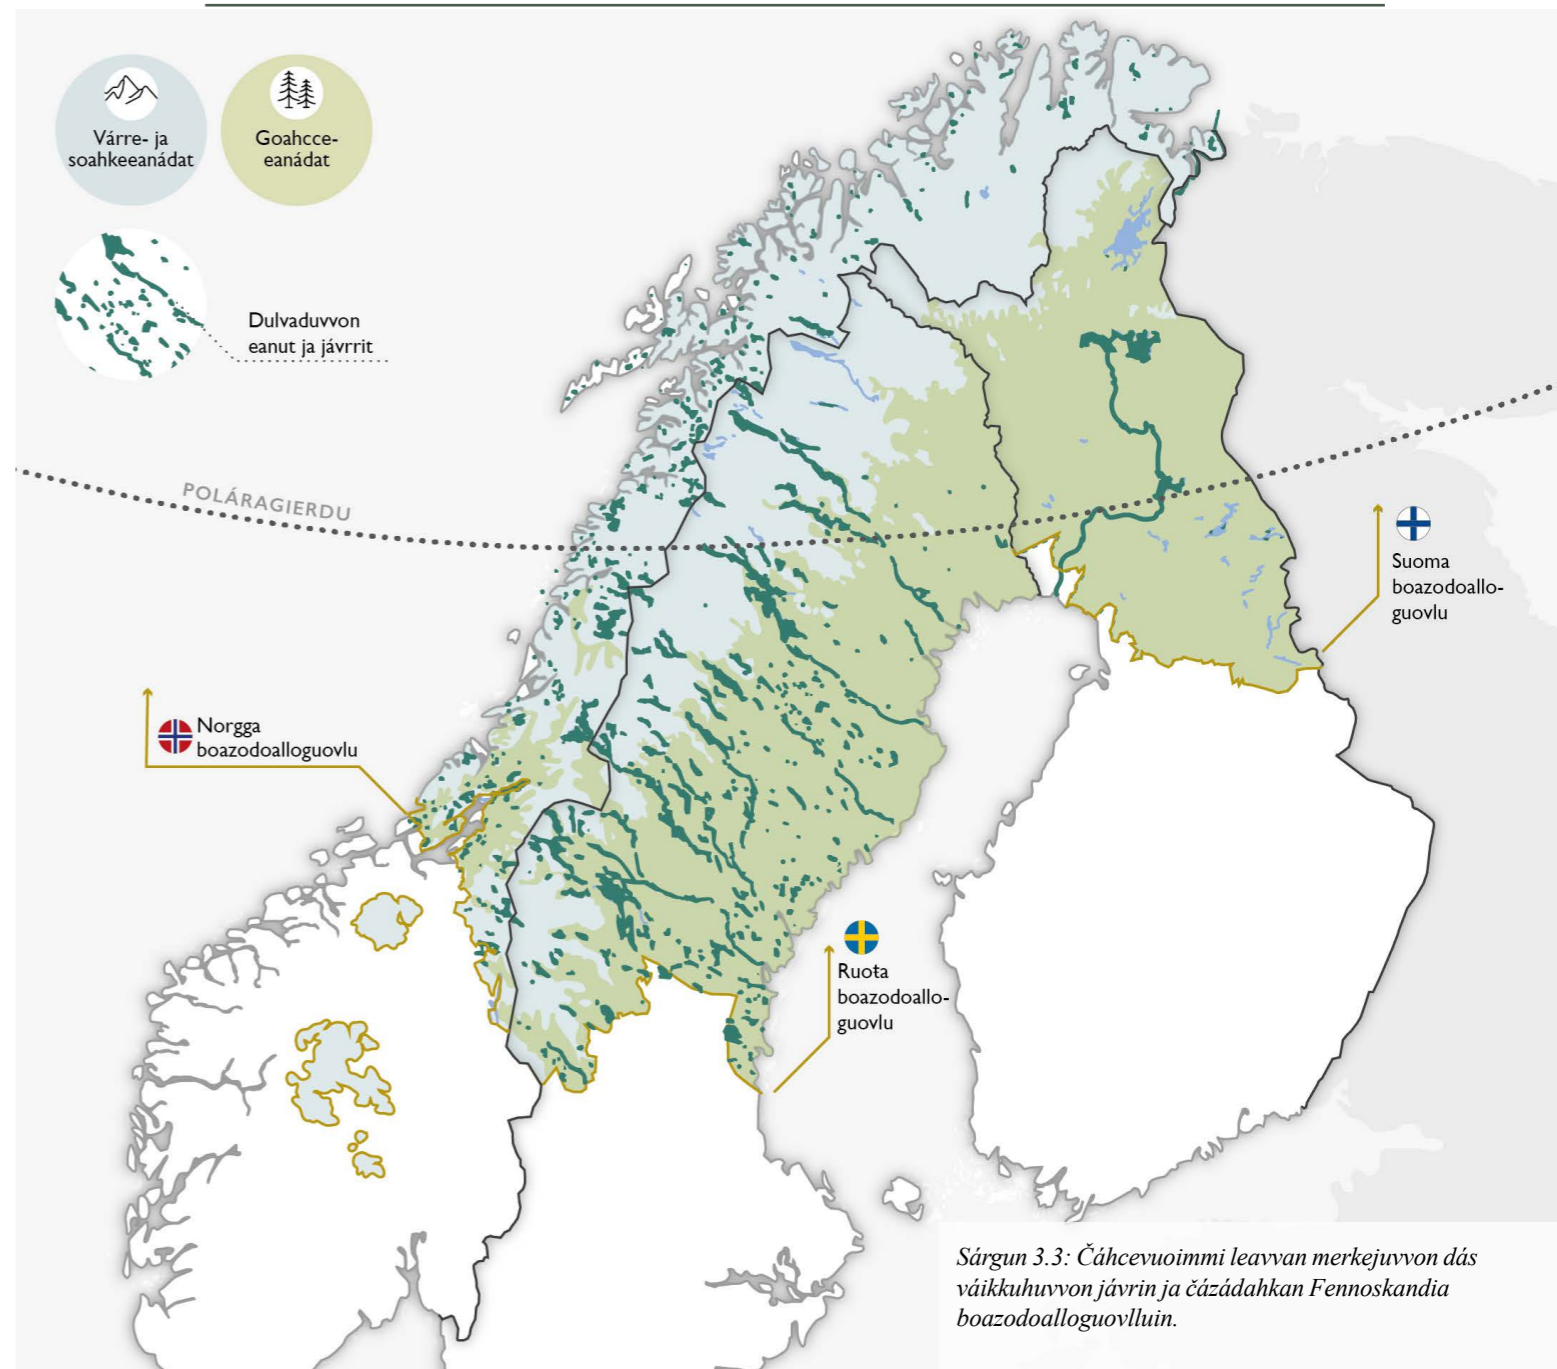 Várre- ja
soahkeeanádat
Goahcce-
eanádat
Dulvaduvvon
eanut ja jávrrit
POLÁRAGIERDU
Suoma
boazodoallo-
guovlu
Norgga
boazodoalloguovlu
Ruota
boazodoallo-
guovlu
Sárgun 3.3: Čáhcevuoimmi leavvan merkejuvvon dás
váikkuhuvvon jávrin ja čázádahkan Fennoskandia
boazodoalloguovlluin.